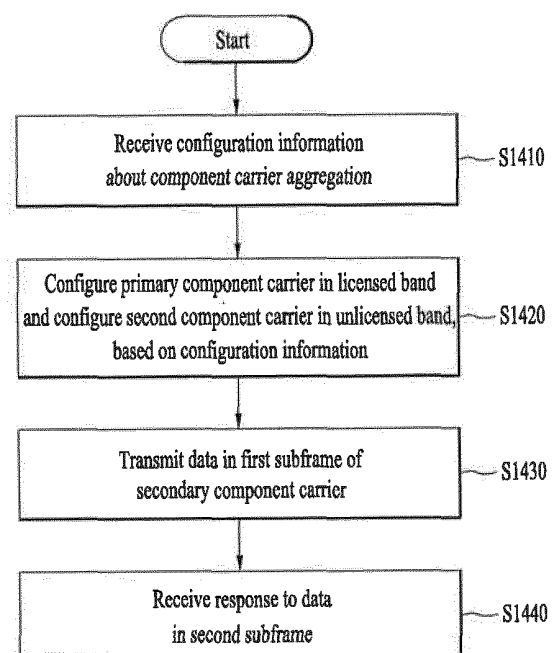 Start
Receive configuration information
about component carrier aggregation
S1410
Configure primary component carrier in licensed band
and configure second component carrier in unlicensed band,
based on configuration information
S1420
Transmit data in first subframe of
secondary component carrier
S1430
Receive response to data
in second subframe
S1440